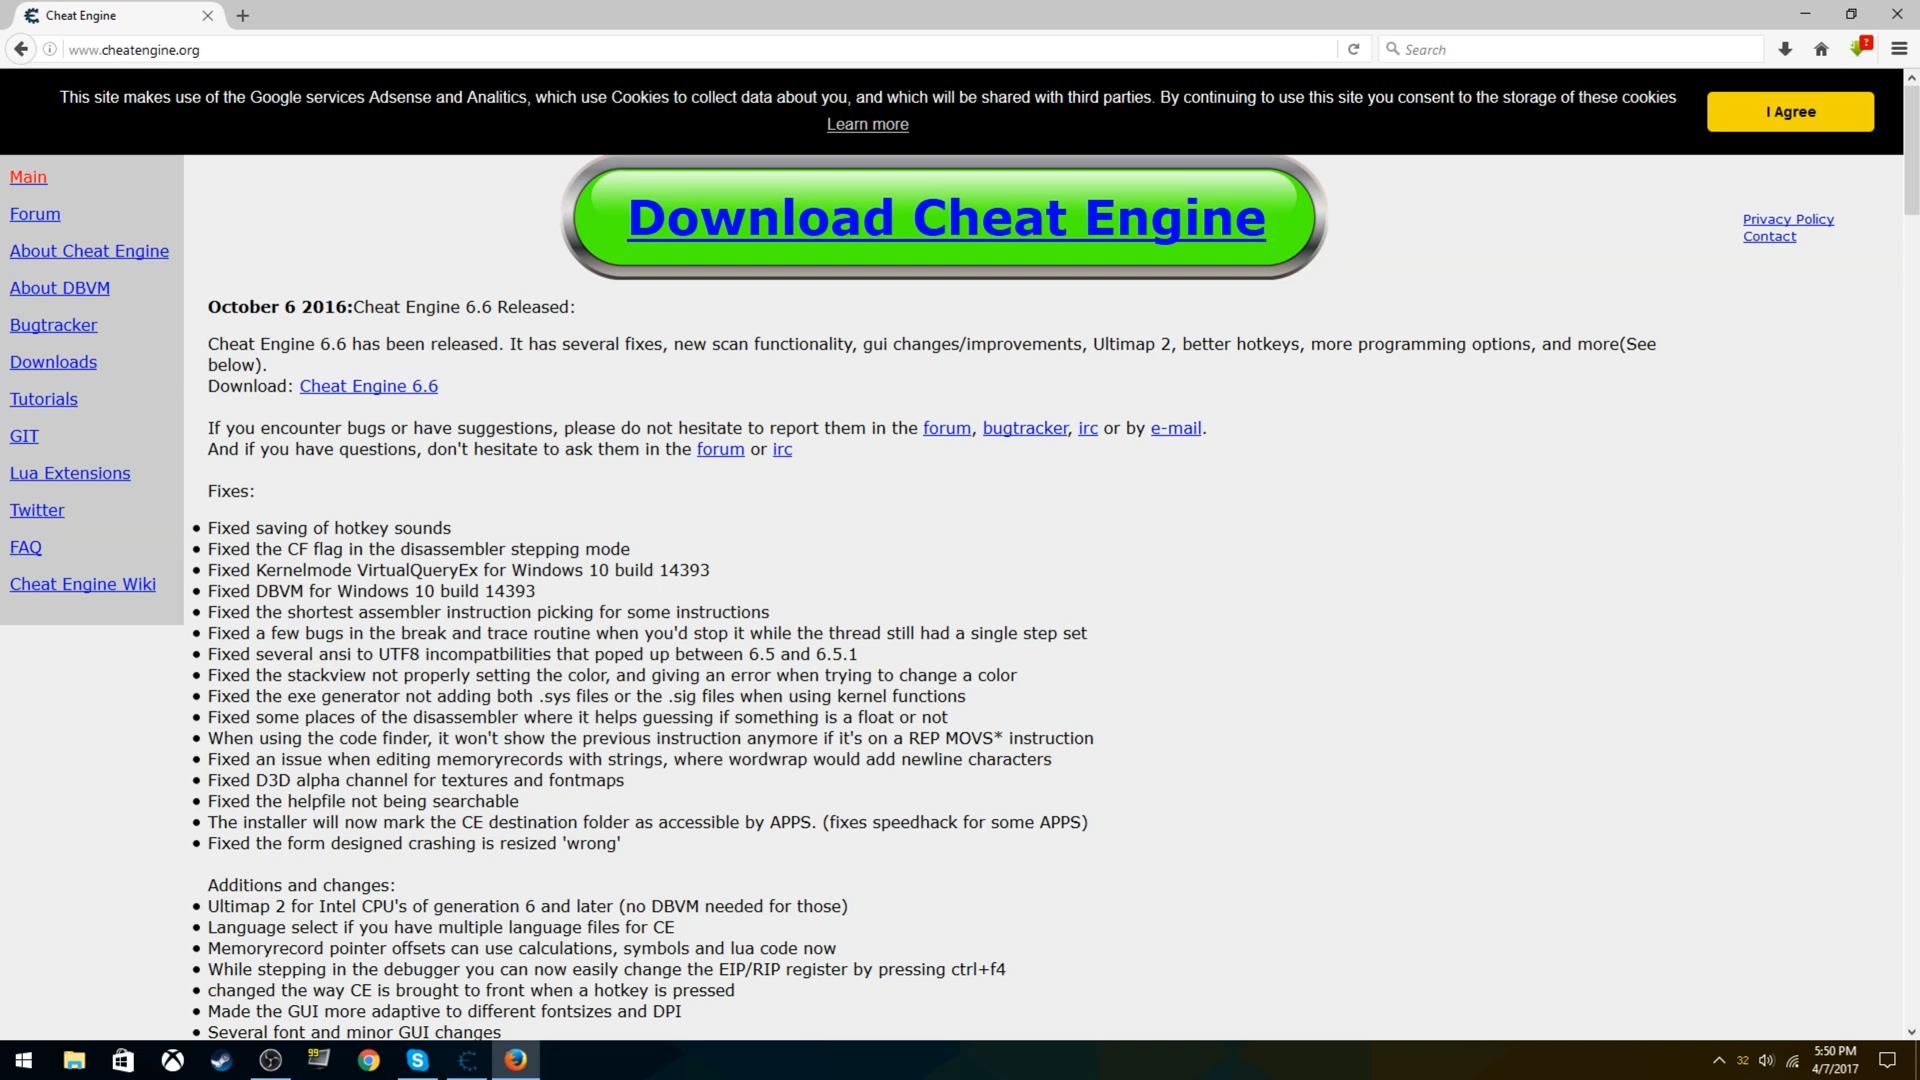 Cheat Engine
www.cheatengine.org
Search
?
This site makes use of the Google services Adsense and Analitics, which use Cookies to collect data about you, and which will be shared with third parties. By continuing to use this site you consent to the storage of these cookies
Learn more
I Agree
Main
Forum
About Cheat Engine
About DBVM
Bugtracker
Downloads
Tutorials
GIT
Lua Extensions
Twitter
FAQ
Cheat Engine Wiki
Download Cheat Engine
Privacy Policy
Contact
October 6 2016:Cheat Engine 6.6 Released:
Cheat Engine 6.6 has been released. It has several fixes, new scan functionality, gui changes/improvements, Ultimap 2, better hotkeys, more programming options, and more(See
below).
Download: Cheat Engine 6.6
If you encounter bugs or have suggestions, please do not hesitate to report them in the forum, bugtracker, irc or by e-mail.
And if you have questions, don't hesitate to ask them in the forum or irc
Fixes:
• Fixed saving of hotkey sounds
• Fixed the CF flag in the disassembler stepping mode
• Fixed Kernelmode VirtualQueryEx for Windows 10 build 14393
• Fixed DBVM for Windows 10 build 14393
• Fixed the shortest assembler instruction picking for some instructions
• Fixed a few bugs in the break and trace routine when you'd stop it while the thread still had a single step set
• Fixed several ansi to UTF8 incompatbilities that poped up between 6.5 and 6.5.1
• Fixed the stackview not properly setting the color, and giving an error when trying to change a color
• Fixed the exe generator not adding both .sys files or the .sig files when using kernel functions
• Fixed some places of the disassembler where it helps guessing if something is a float or not
• When using the code finder, it won't show the previous instruction anymore if it's on a REP MOVS* instruction
• Fixed an issue when editing memoryrecords with strings, where wordwrap would add newline characters
• Fixed D3D alpha channel for textures and fontmaps
• Fixed the helpfile not being searchable
• The installer will now mark the CE destination folder as accessible by APPS. (fixes speedhack for some APPS)
• Fixed the form designed crashing is resized 'wrong'
Additions and changes:
• Ultimap 2 for Intel CPU's of generation 6 and later (no DBVM needed for those)
• Language select if you have multiple language files for CE
• Memoryrecord pointer offsets can use calculations, symbols and lua code now
• While stepping in the debugger you can now easily change the EIP/RIP register by pressing ctrl+f4
• changed the way CE is brought to front when a hotkey is pressed
• Made the GUI more adaptive to different fontsizes and DPI
• Several font and minor GUI changes
99
32
5:50 PM
4/7/2017